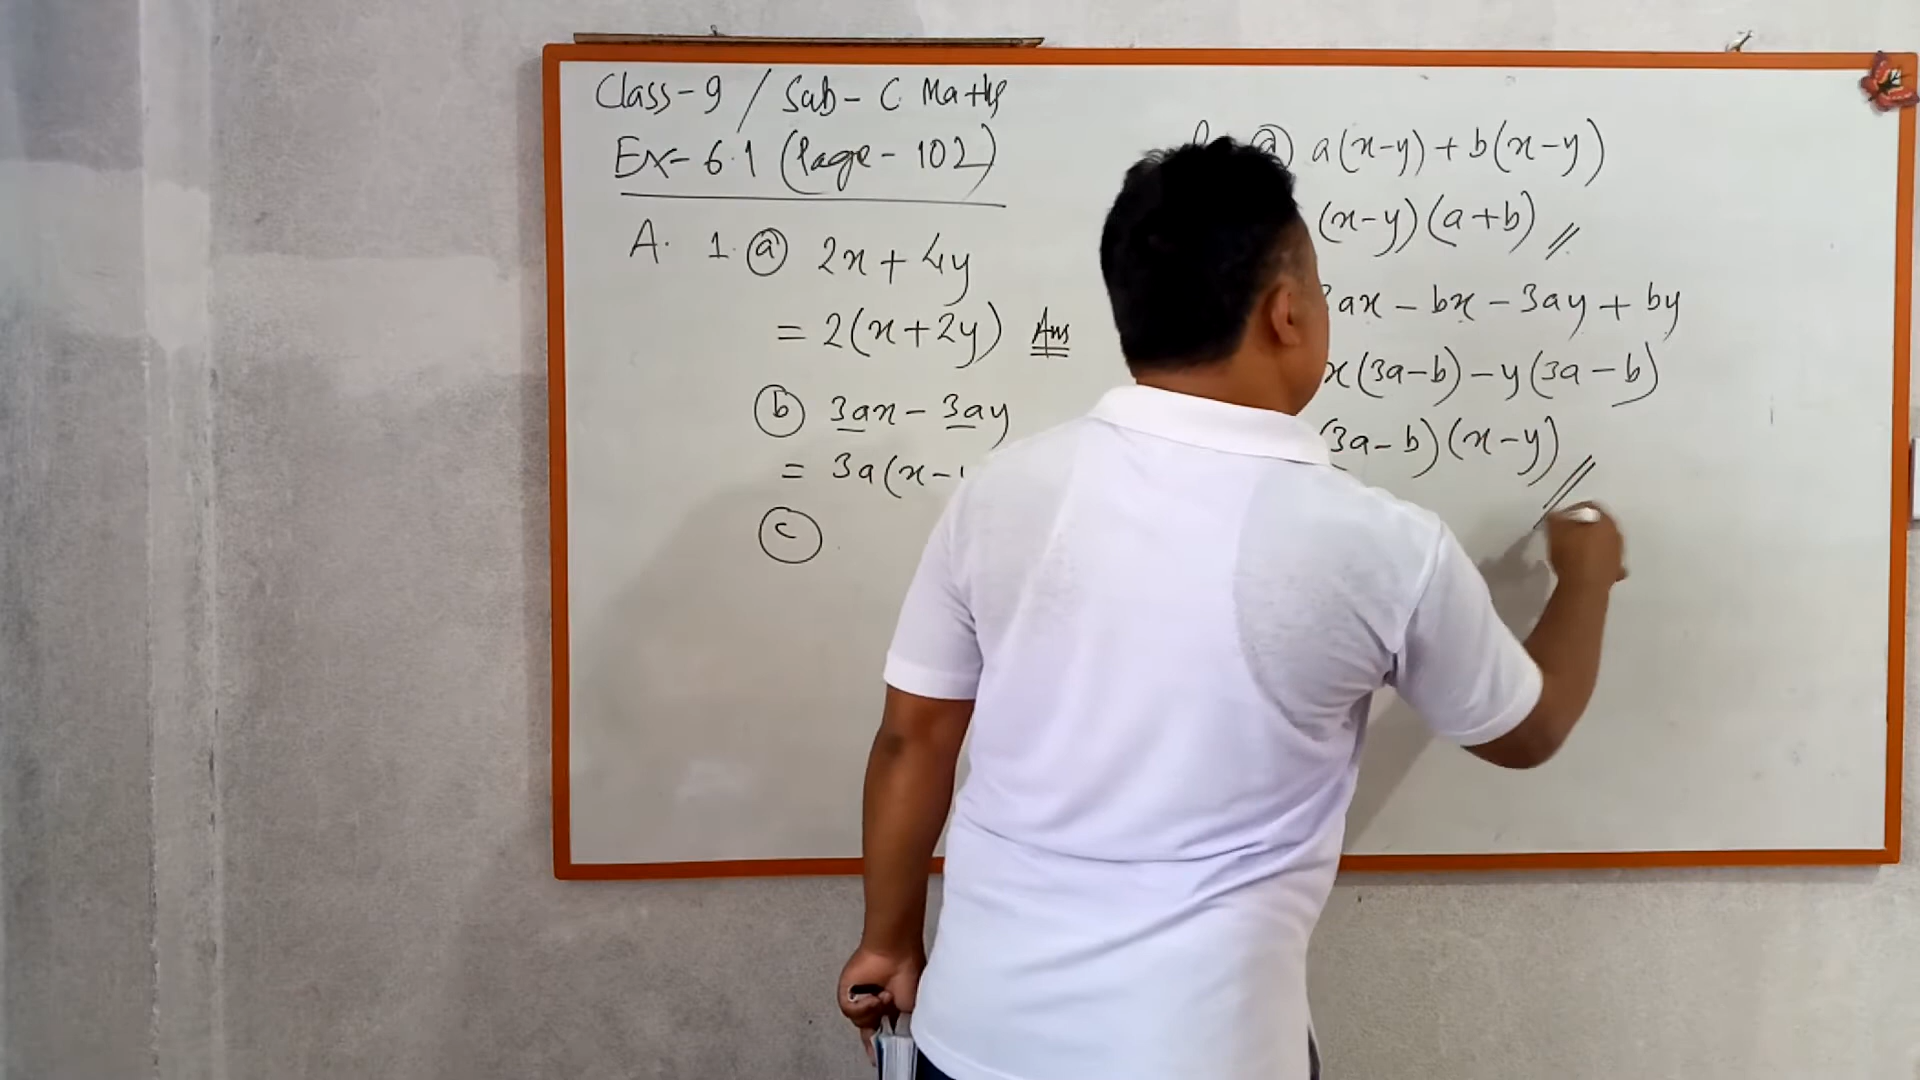 Class-9 / Sub- C Maths
Ex- 6.1 (Page- 102)
A. 1. (a) 2x + 4y
= 2(x+2y) Ans
(b) 3ax - 3ay
= 3a(x-
(c)
(a) a(x-y) + b(x-y)
(x-y)(a+b)
3ax - bx - 3ay + by
x(3a-b) - y(3a-b)
(3a-b)(x-y)